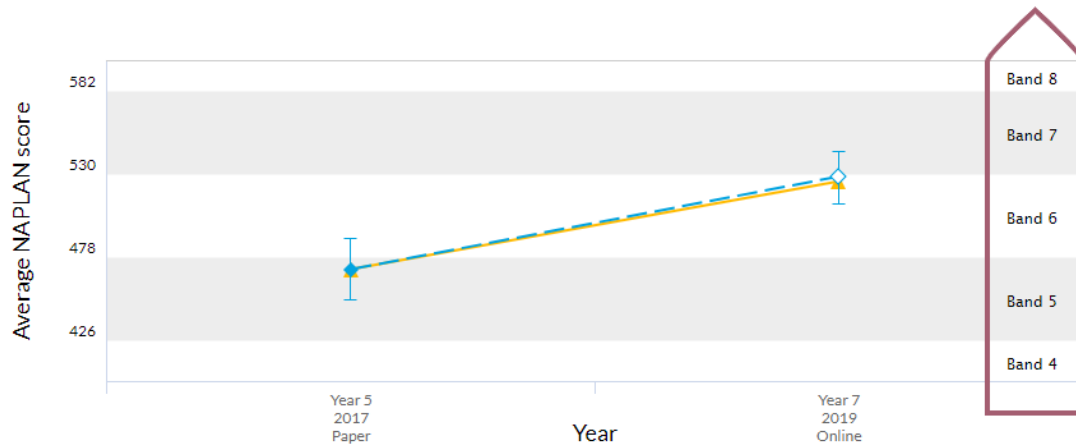 Average NAPLAN score
582
530
478
426
Band 8
Band 7
Band 6
Band 5
Band 4
Year 5
2017
Paper
Year 7
2019
Online
Year